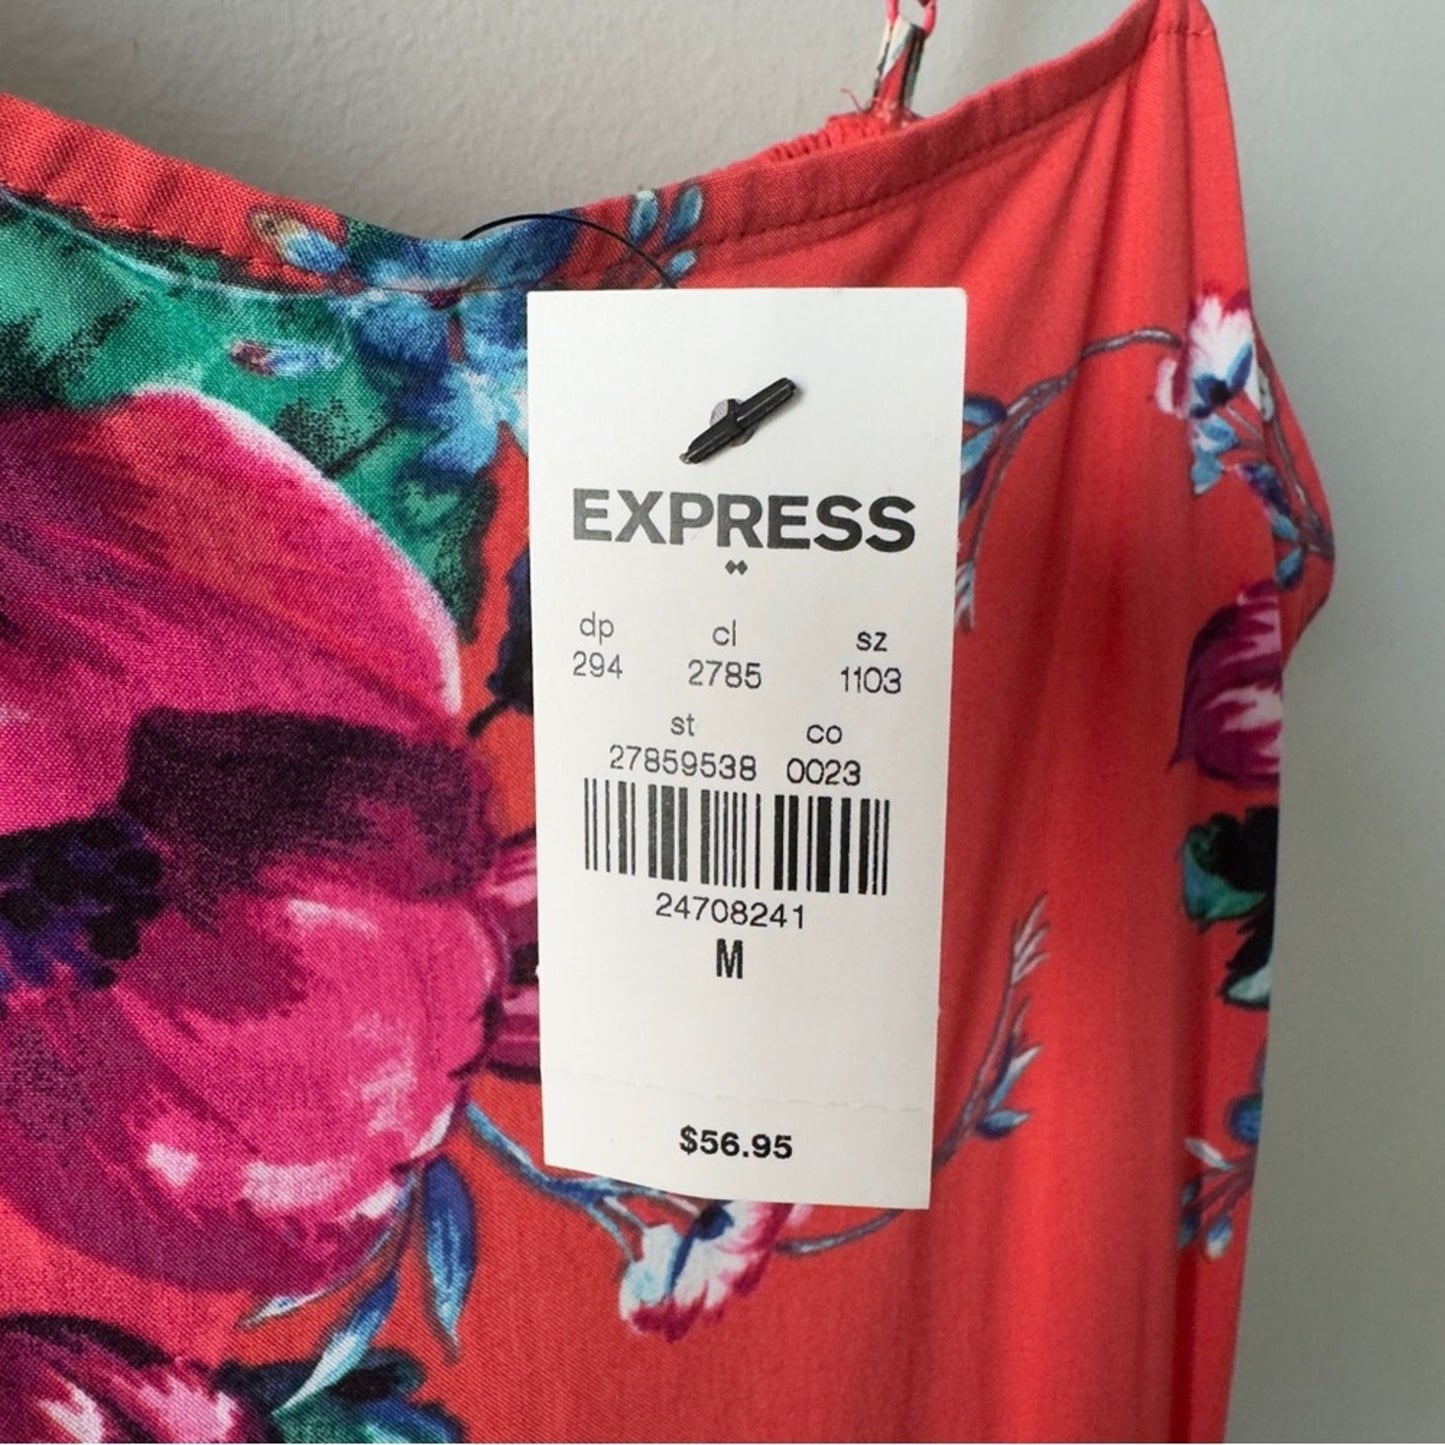 EXPRESS
dp cl sz
294 2785 1103
st co
27859538 0023
24708241
M
$56.95